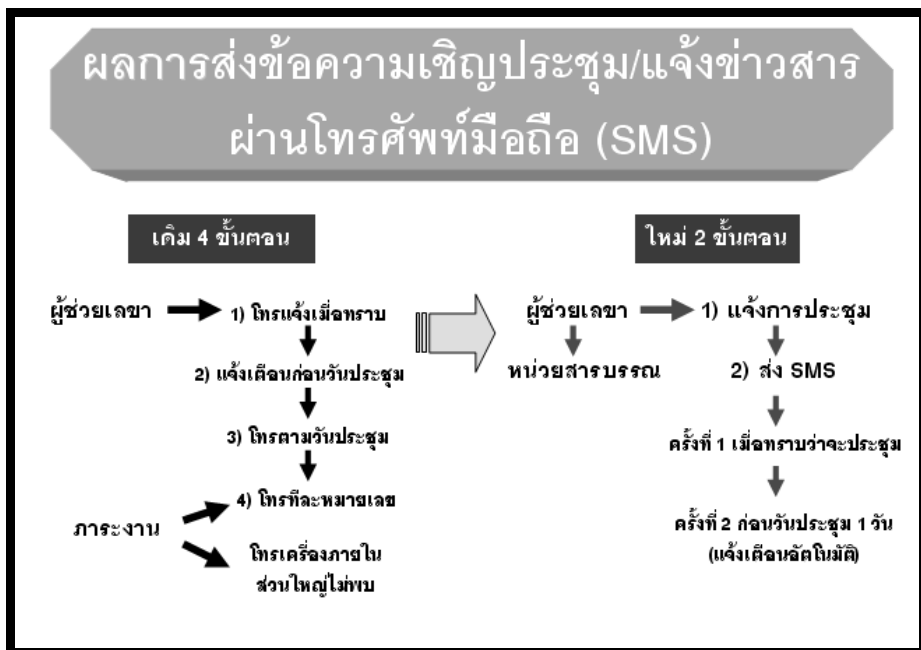 ผลการส่งข้อความเชิญประชุม/แจ้งข่าวสาร
ผ่านโทรศัพท์มือถือ (SMS)
เดิม 4 ขั้นตอน
ผู้ช่วยเลขา
1) โทรแจ้งเมื่อทราบ
2) แจ้งเตือนก่อนวันประชุม
3) โทรตามวันประชุม
4) โทรทีละหมายเลข
ภาระงาน
โทรเครื่องภายใน
ส่วนใหญ่ไม่พบ
ใหม่ 2 ขั้นตอน
ผู้ช่วยเลขา
1) แจ้งการประชุม
หน่วยสารบรรณ
2) ส่ง SMS
ครั้งที่ 1 เมื่อทราบว่าจะประชุม
ครั้งที่ 2 ก่อนวันประชุม 1 วัน
(แจ้งเตือนอัตโนมัติ)